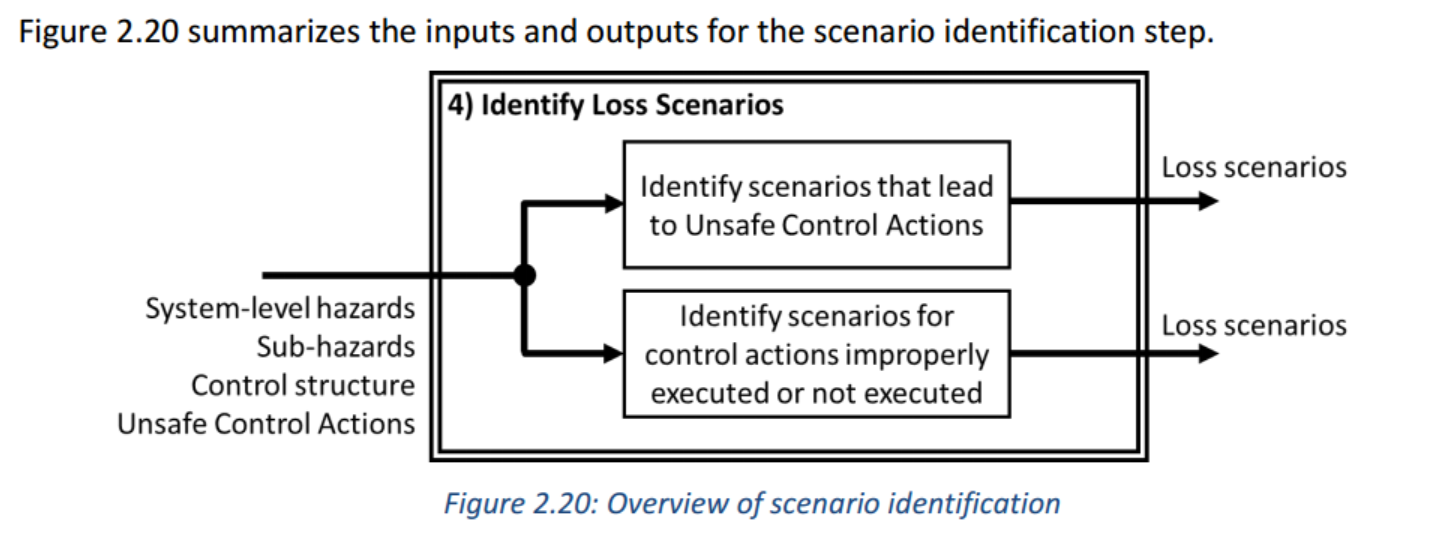 Figure 2.20 summarizes the inputs and outputs for the scenario identification step.
4) Identify Loss Scenarios
Identify scenarios that lead
to Unsafe Control Actions
Loss scenarios
System-level hazards
Sub-hazards
Control structure
Unsafe Control Actions
Identify scenarios for
control actions improperly
executed or not executed
Loss scenarios
Figure 2.20: Overview of scenario identification